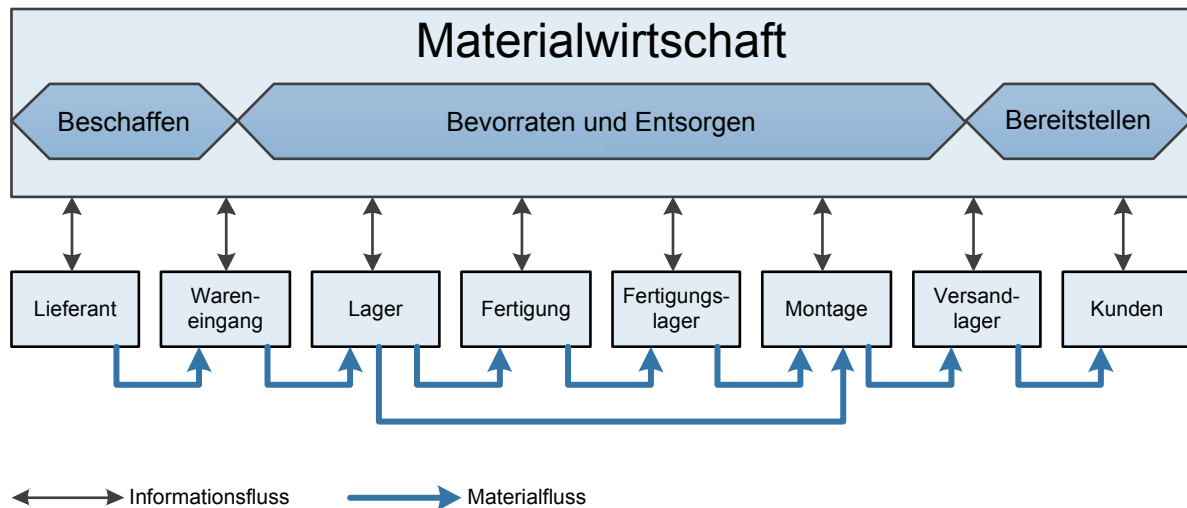 Materialwirtschaft
Beschaffen
Bevorraten und Entsorgen
Bereitstellen
Lieferant
Waren-
eingang
Lager
Fertigung
Fertigungs-
lager
Montage
Versand-
lager
Kunden
Informationsfluss
Materialfluss